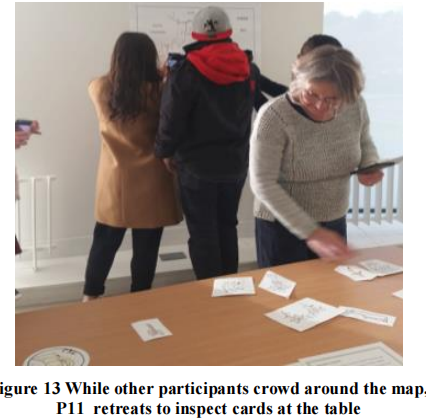 igure 13 While other participants crowd around the map,
P11 retreats to inspect cards at the table